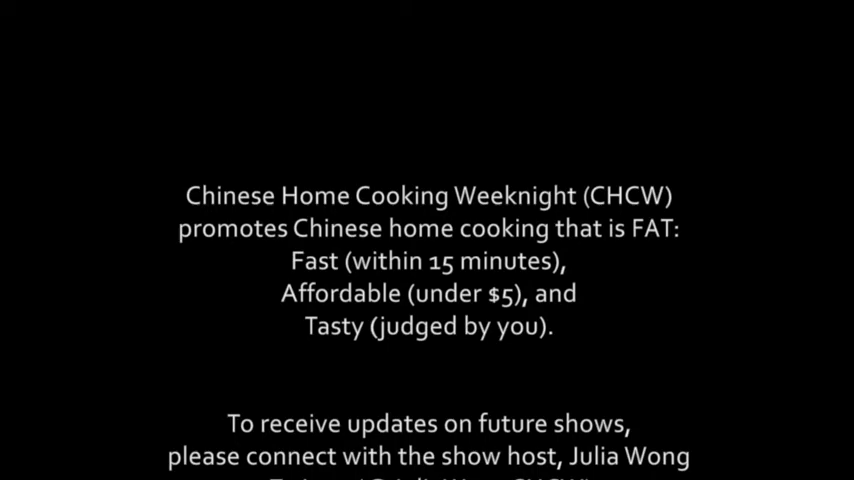 Chinese Home Cooking Weeknight (CHCW)
promotes Chinese home cooking that is FAT:
Fast (within 15 minutes),
Affordable (under $5), and
Tasty (judged by you).
To receive updates on future shows,
please connect with the show host, Julia Wong